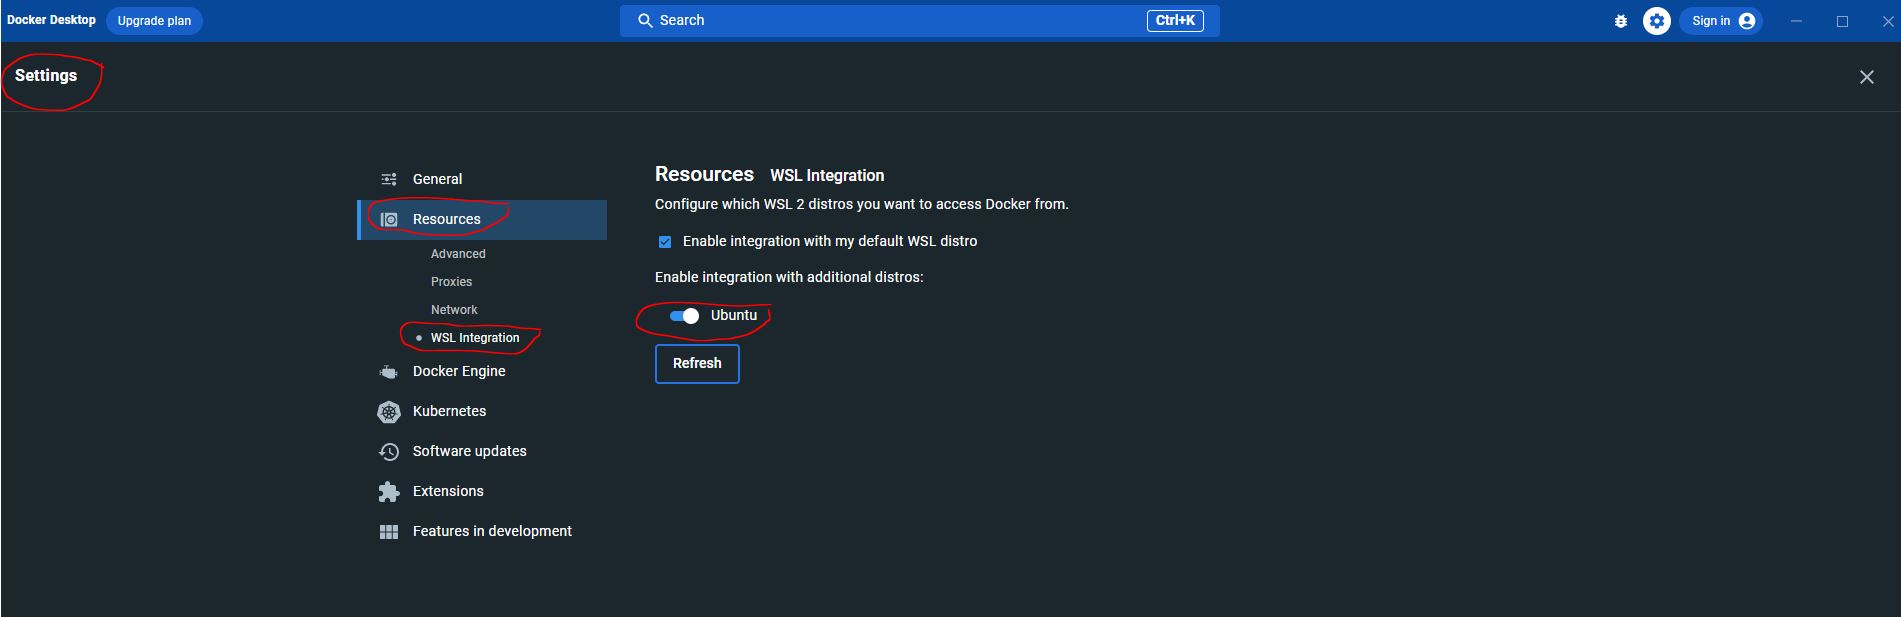 Docker Desktop Upgrade plan Search Ctrl+K Sign in
Settings
General
Resources
Advanced
Proxies
Network
WSL Integration
Docker Engine
Kubernetes
Software updates
Extensions
Features in development
Resources WSL Integration
Configure which WSL 2 distros you want to access Docker from.
Enable integration with my default WSL distro
Enable integration with additional distros:
Ubuntu
Refresh